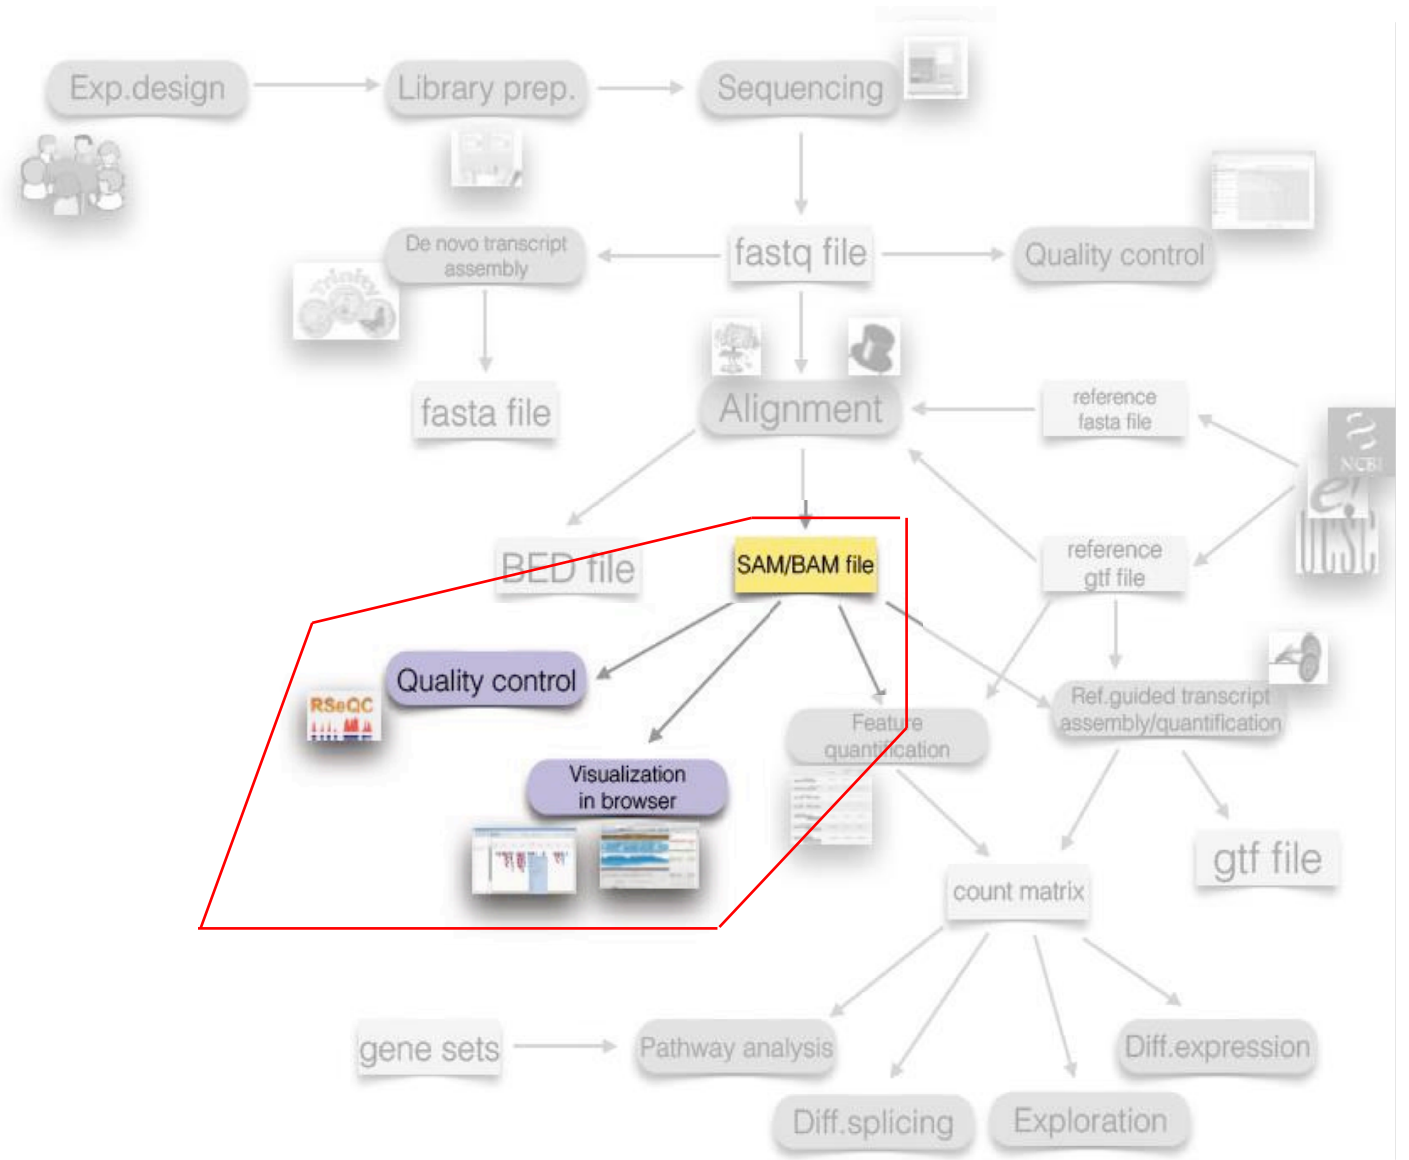 Exp.design
Library prep.
Sequencing
De novo transcript
assembly
fastq file
Quality control
Trinity
fasta file
Alignment
reference
fasta file
NCBI
e!
UCSC
BED file
SAM/BAM file
reference
gtf file
Quality control
RSeQC
Feature
quantification
Ref.guided transcript
assembly/quantification
Visualization
in browser
count matrix
gtf file
gene sets
Pathway analysis
Diff.expression
Diff.splicing
Exploration